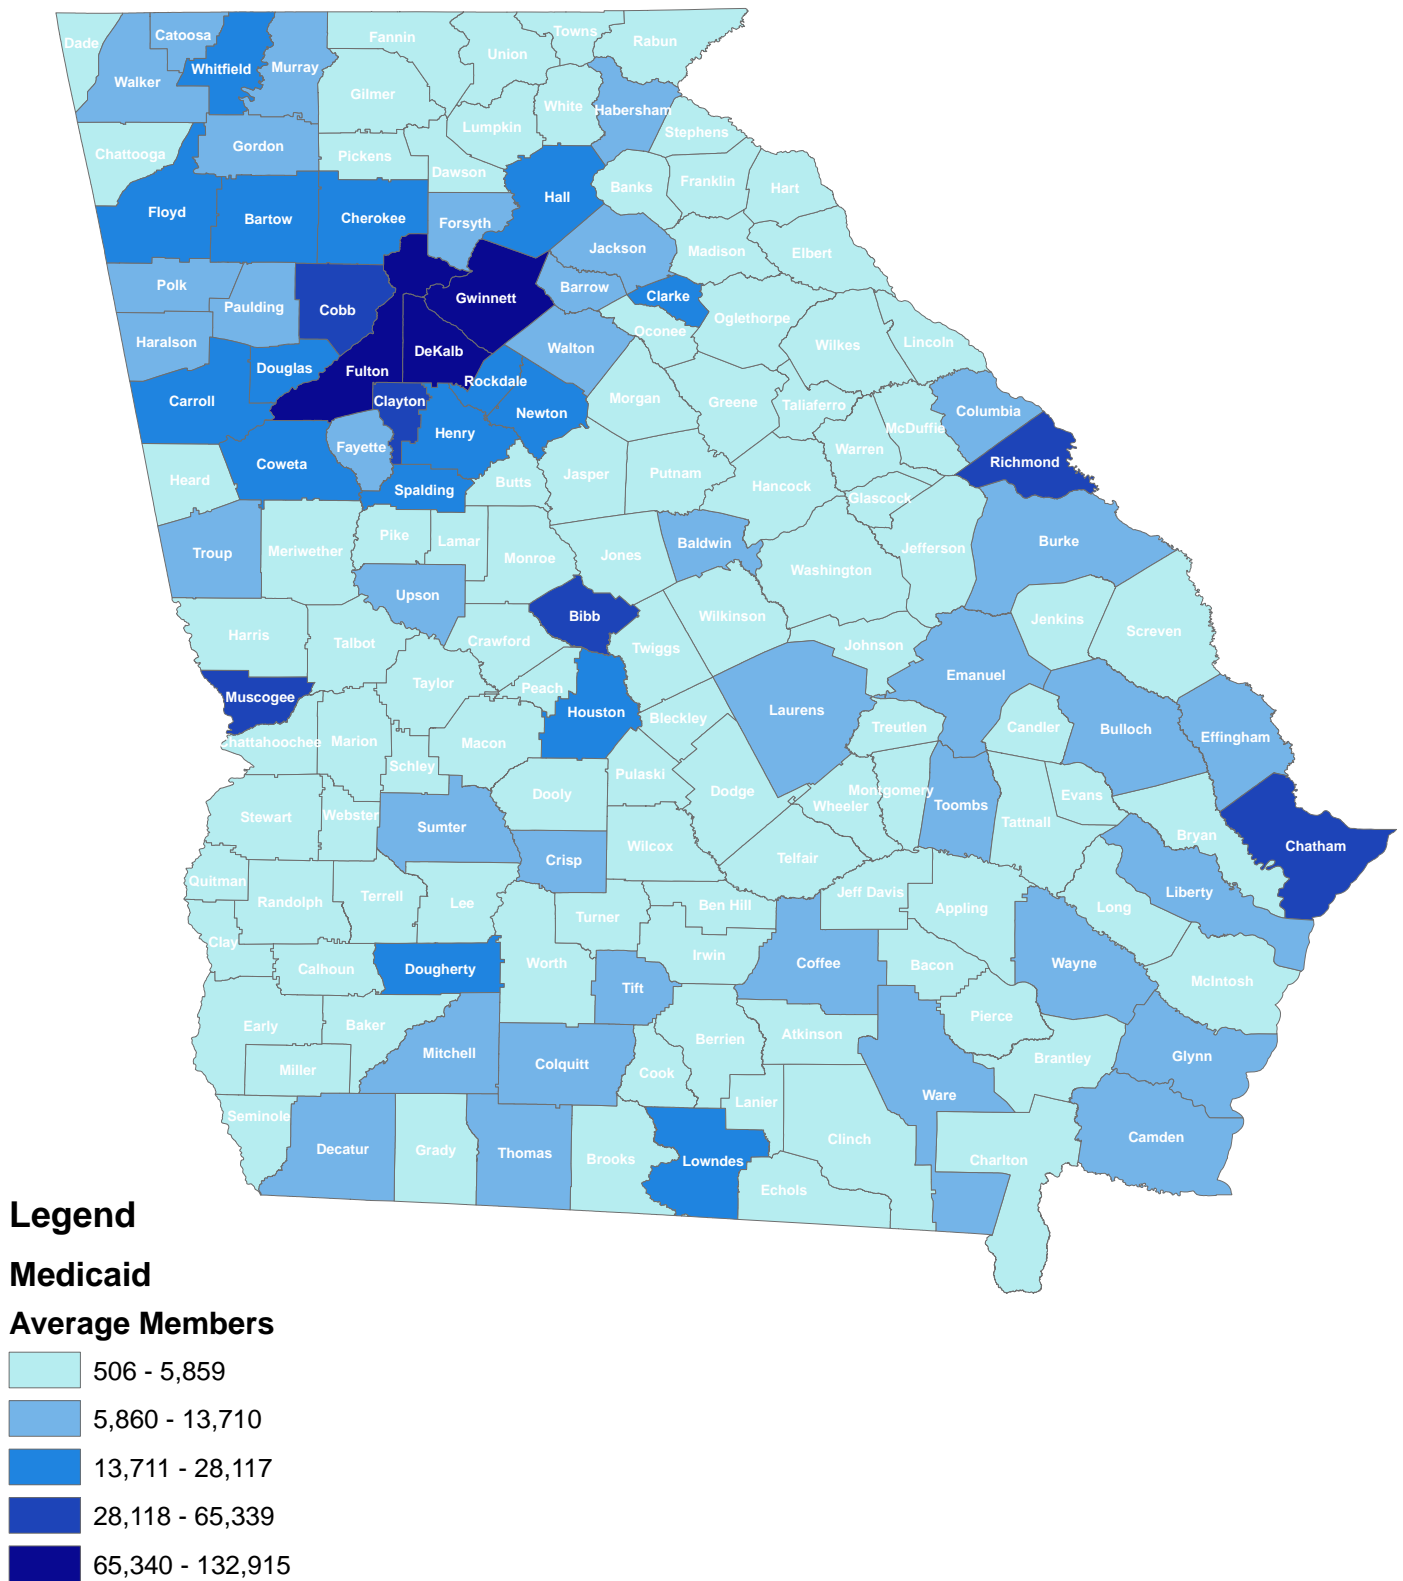 Dade
Catoosa
Whitfield
Walker
Murray
Fannin
Union
Towns
Rabun
Gilmer
White
Habersham
Lumpkin
Stephens
Chattooga
Gordon
Pickens
Dawson
Banks
Franklin
Hart
Floyd
Bartow
Cherokee
Forsyth
Hall
Jackson
Madison
Elbert
Polk
Paulding
Cobb
Gwinnett
Barrow
Clarke
Oglethorpe
Oconee
Haralson
Douglas
Fulton
DeKalb
Rockdale
Walton
Wilkes
Lincoln
Carroll
Clayton
Henry
Newton
Morgan
Greene
Taliaferro
Columbia
McDuffie
Warren
Coweta
Fayette
Richmond
Heard
Spalding
Butts
Jasper
Putnam
Hancock
Glascock
Troup
Meriwether
Pike
Lamar
Monroe
Jones
Baldwin
Washington
Jefferson
Burke
Upson
Bibb
Wilkinson
Jenkins
Screven
Harris
Talbot
Crawford
Twiggs
Johnson
Emanuel
Muscogee
Taylor
Peach
Houston
Bleckley
Laurens
Treutlen
Candler
Bulloch
Effingham
Chattahoochee
Marion
Schley
Macon
Pulaski
Dooly
Dodge
Wheeler
Montgomery
Toombs
Tattnall
Evans
Bryan
Chatham
Stewart
Webster
Sumter
Crisp
Wilcox
Telfair
Liberty
Quitman
Randolph
Terrell
Lee
Turner
Ben Hill
Jeff Davis
Appling
Long
Clay
Calhoun
Dougherty
Worth
Tift
Irwin
Coffee
Bacon
Wayne
McIntosh
Early
Baker
Mitchell
Colquitt
Berrien
Atkinson
Pierce
Brantley
Glynn
Miller
Cook
Lanier
Ware
Seminole
Decatur
Grady
Thomas
Brooks
Lowndes
Clinch
Echols
Charlton
Camden
Legend
Medicaid
Average Members
506 - 5,859
5,860 - 13,710
13,711 - 28,117
28,118 - 65,339
65,340 - 132,915